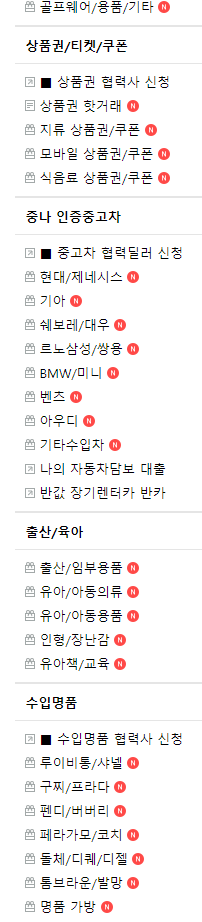 골프웨어/용품/기타 N
상품권/티켓/쿠폰
■ 상품권 협력사 신청
상품권 핫거래 N
지류 상품권/쿠폰 N
모바일 상품권/쿠폰 N
식음료 상품권/쿠폰 N
중나 인증중고차
■ 중고차 협력딜러 신청
현대/제네시스 N
기아 N
쉐보레/대우 N
르노삼성/쌍용 N
BMW/미니 N
벤츠 N
아우디 N
기타수입차 N
나의 자동차담보 대출
반값 장기렌터카 반카
출산/육아
출산/임부용품 N
유아/아동의류 N
유아/아동용품 N
인형/장난감 N
유아책/교육 N
수입명품
■ 수입명품 협력사 신청
루이비통/샤넬 N
구찌/프라다 N
펜디/버버리 N
페라가모/코치 N
돌체/디퀘/디젤 N
톰브라운/발망 N
명품 가방 N